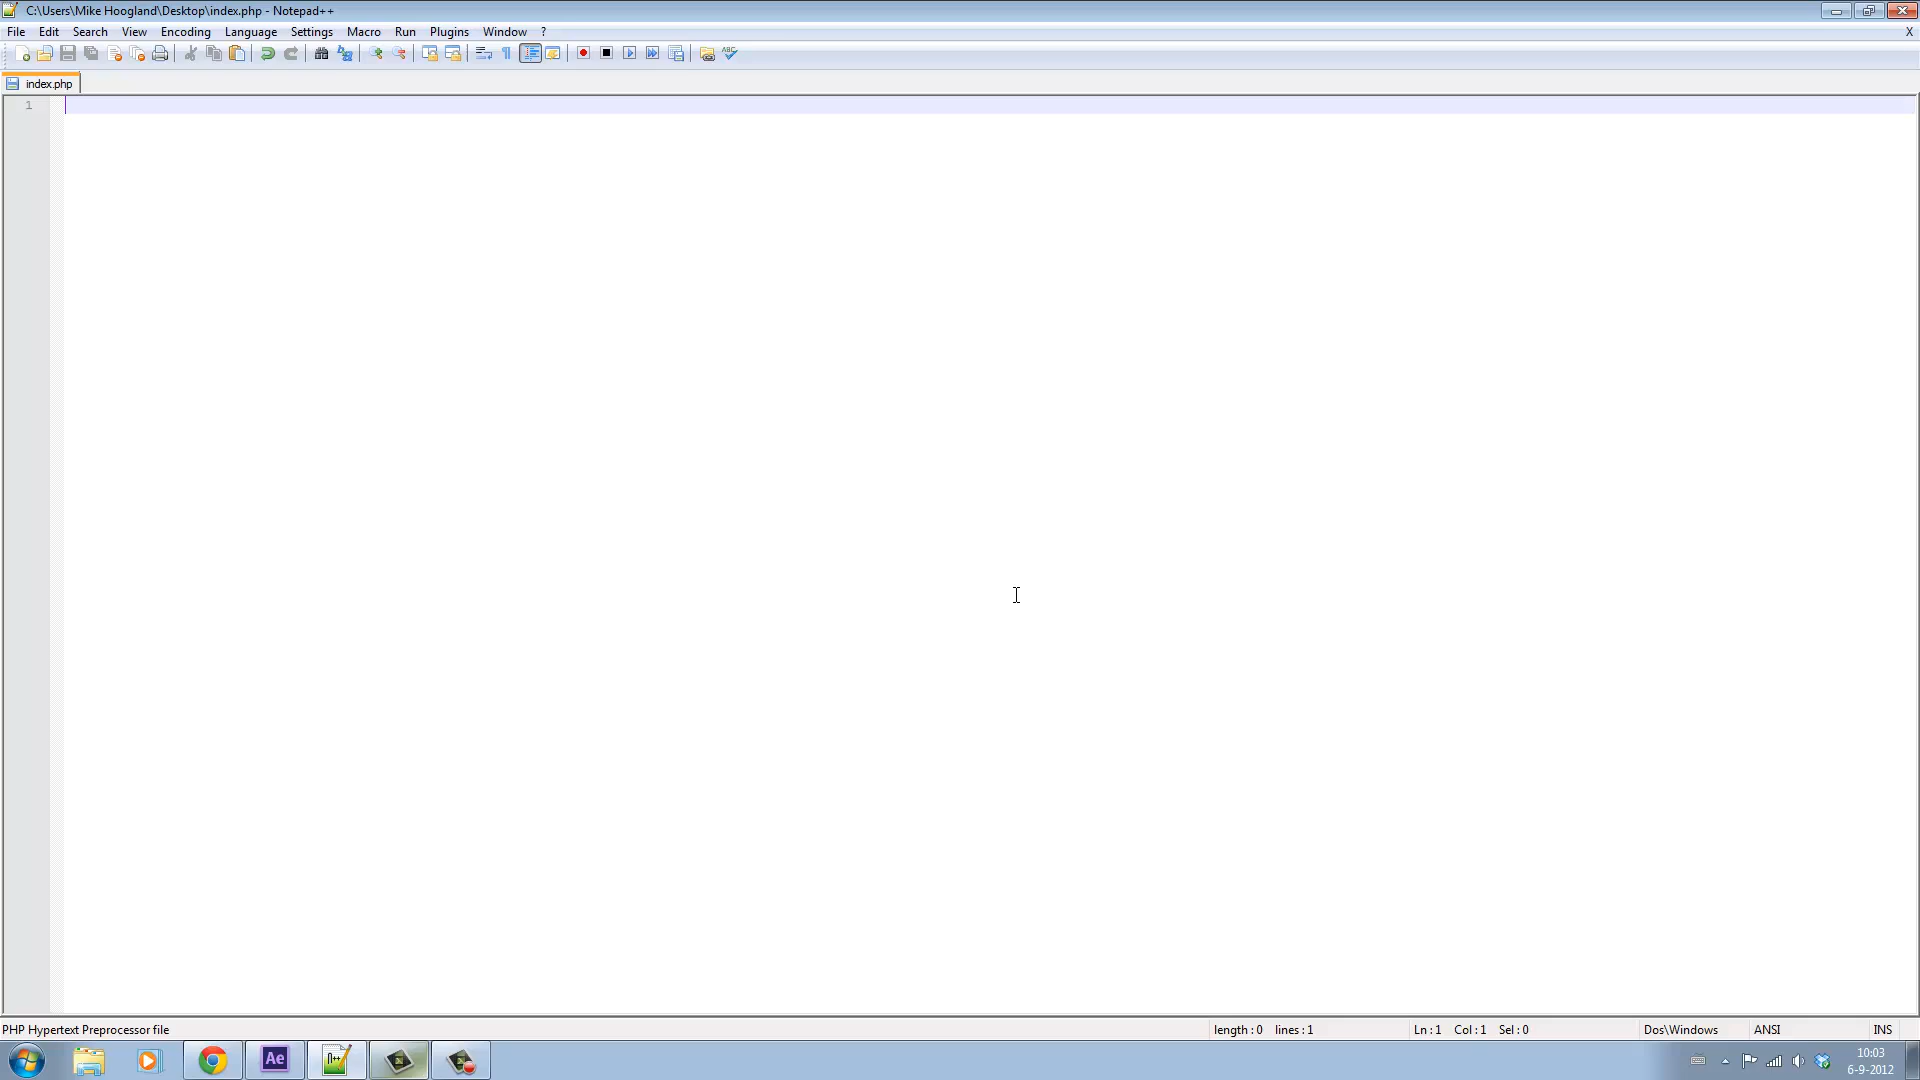 C:\Users\Mike Hoogland\Desktop\index.php - Notepad++
File Edit Search View Encoding Language Settings Macro Run Plugins Window ? X
ABC
index.php
1
PHP Hypertext Preprocessor file length : 0 lines : 1 Ln : 1 Col : 1 Sel : 0 Dos\Windows ANSI INS
Ae
10:03
6-9-2012